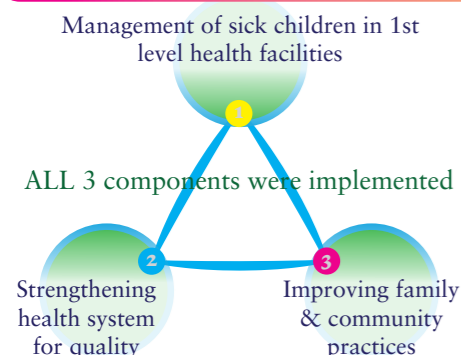 Management of sick children in 1st
level health facilities
1
ALL 3 components were implemented
2
3
Strengthening
health system
for quality
Improving family
& community
practices